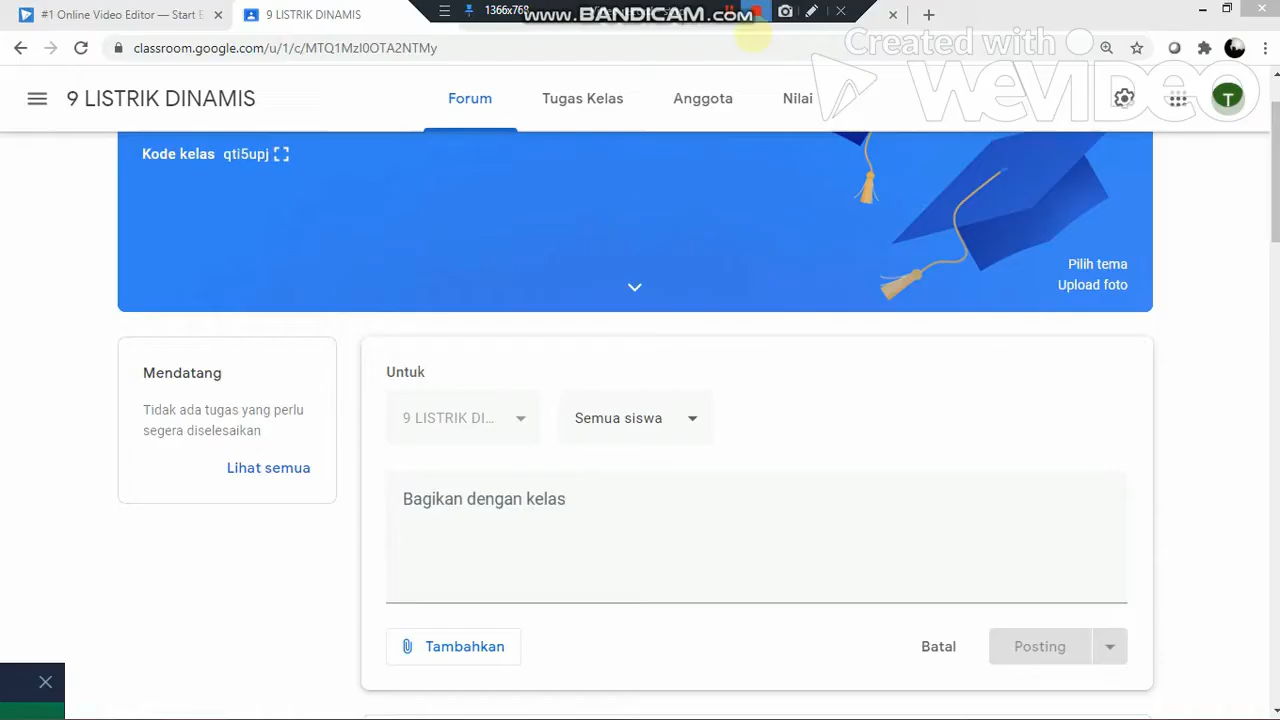 #1 Online Video Editor — Start E
9 LISTRIK DINAMIS
1366x768
www.BANDICAM.com
classroom.google.com/u/1/c/MTQ1MzI0OTA2NTMy
Created with
WeVideo
9 LISTRIK DINAMIS
Forum
Tugas Kelas
Anggota
Nilai
T
Kode kelas qti5upj
Pilih tema
Upload foto
Mendatang
Tidak ada tugas yang perlu
segera diselesaikan
Lihat semua
Untuk
9 LISTRIK DI...
Semua siswa
Bagikan dengan kelas
Tambahkan
Batal
Posting